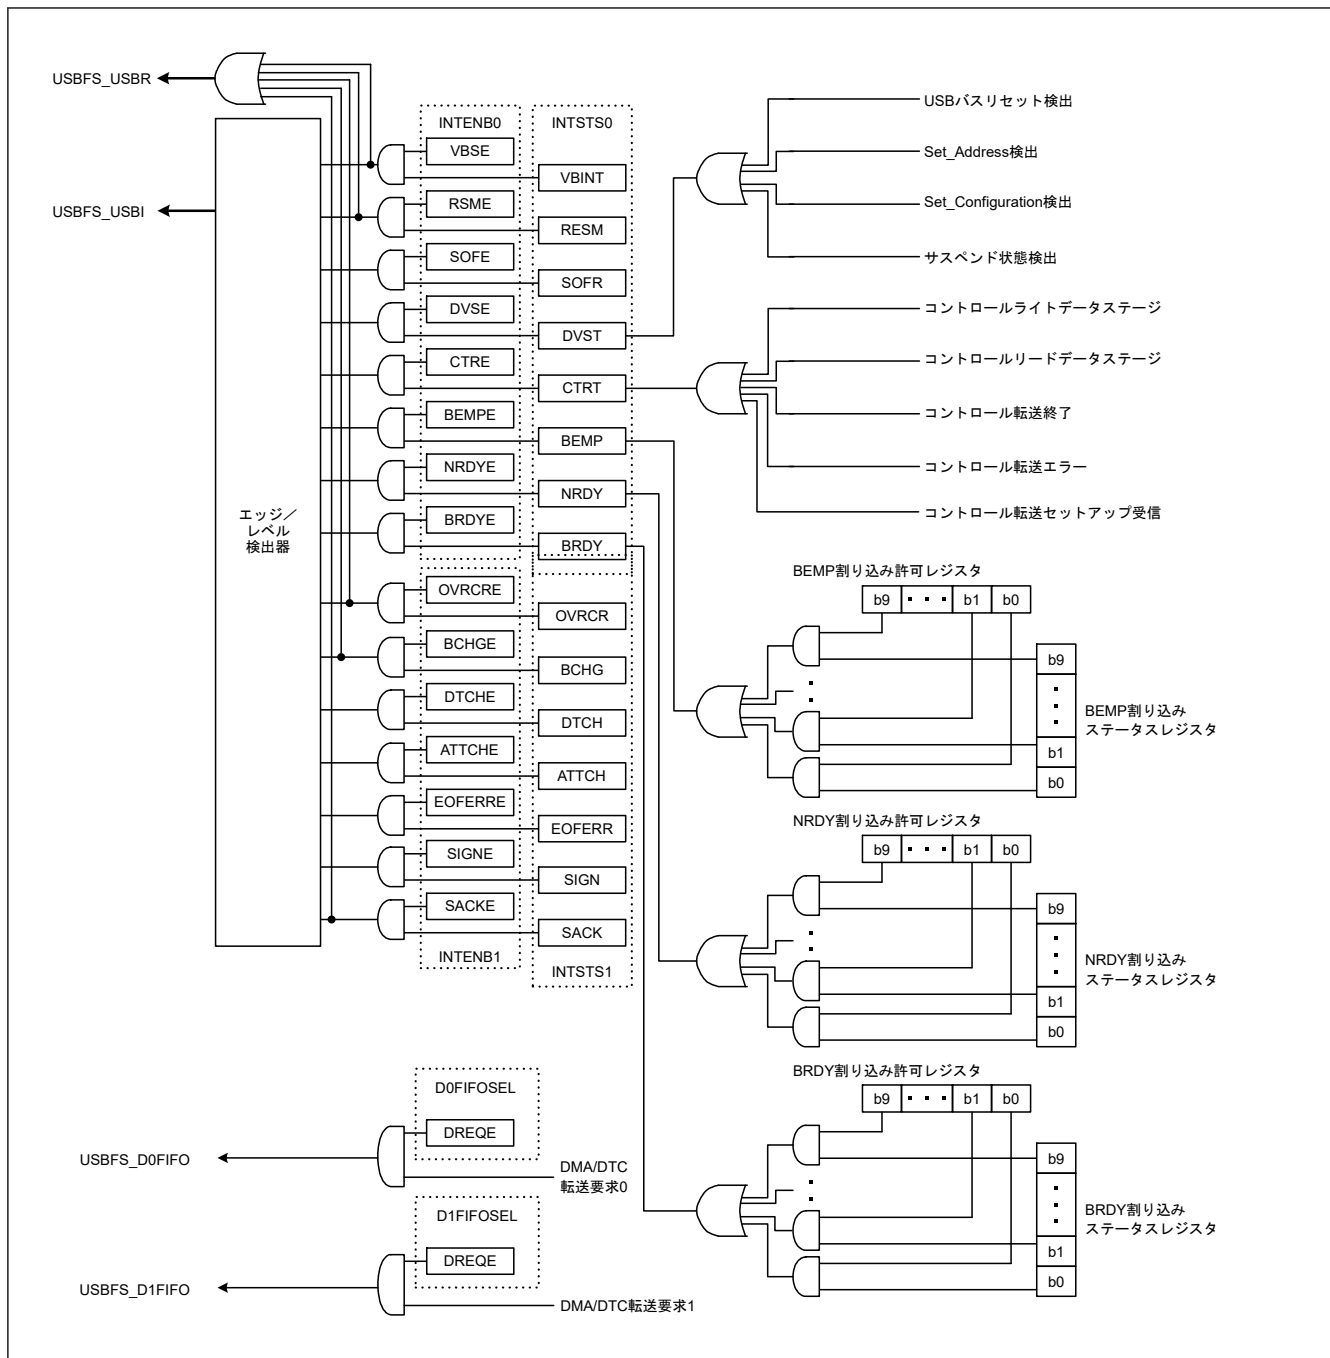 USBFS_USBR
USBFS_USBI
エッジ／
レベル
検出器
INTENB0
INTSTS0
VBSE
VBINT
RSME
RESM
SOFE
SOFR
DVSE
DVST
CTRE
CTRT
BEMPE
BEMP
NRDYE
NRDY
BRDYE
BRDY
OVRCRE
OVRCR
BCHGE
BCHG
DTCHE
DTCH
ATTCHE
ATTCH
EOFERRE
EOFERR
SIGNE
SIGN
SACKE
SACK
INTENB1
INTSTS1
USBバスリセット検出
Set_Address検出
Set_Configuration検出
サスペンド状態検出
コントロールライトデータステージ
コントロールリードデータステージ
コントロール転送終了
コントロール転送エラー
コントロール転送セットアップ受信
BEMP割り込み許可レジスタ
b9 ・・・ b1 b0
b9
・
・
・
b1
b0
BEMP割り込み
ステータスレジスタ
NRDY割り込み許可レジスタ
b9 ・・・ b1 b0
b9
・
・
・
b1
b0
NRDY割り込み
ステータスレジスタ
BRDY割り込み許可レジスタ
b9 ・・・ b1 b0
b9
・
・
・
b1
b0
BRDY割り込み
ステータスレジスタ
D0FIFOSEL
DREQE
USBFS_D0FIFO
DMA/DTC
転送要求0
D1FIFOSEL
DREQE
USBFS_D1FIFO
DMA/DTC転送要求1